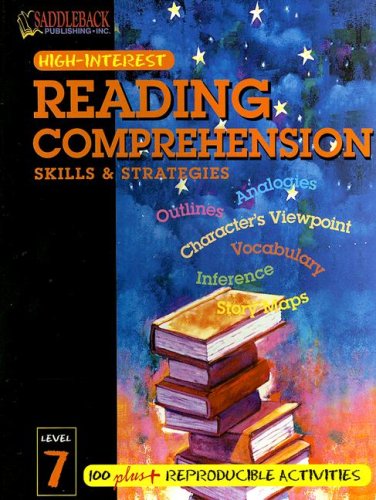 SADDLEBACK
PUBLISHING • INC.
HIGH-INTEREST
READING
COMPREHENSION
SKILLS & STRATEGIES
Analogies
Outlines
Character's Viewpoint
Vocabulary
Inference
Story Maps
LEVEL
7
100 plus+ REPRODUCIBLE ACTIVITIES